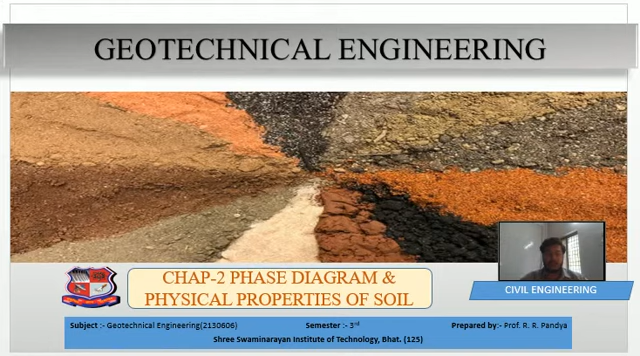 GEOTECHNICAL ENGINEERING
CHAP-2 PHASE DIAGRAM &
PHYSICAL PROPERTIES OF SOIL
CIVIL ENGINEERING
Subject :- Geotechnical Engineering(2130606) Semester :- 3rd Prepared by:- Prof. R. R. Pandya
Shree Swaminarayan Institute of Technology, Bhat. (125)